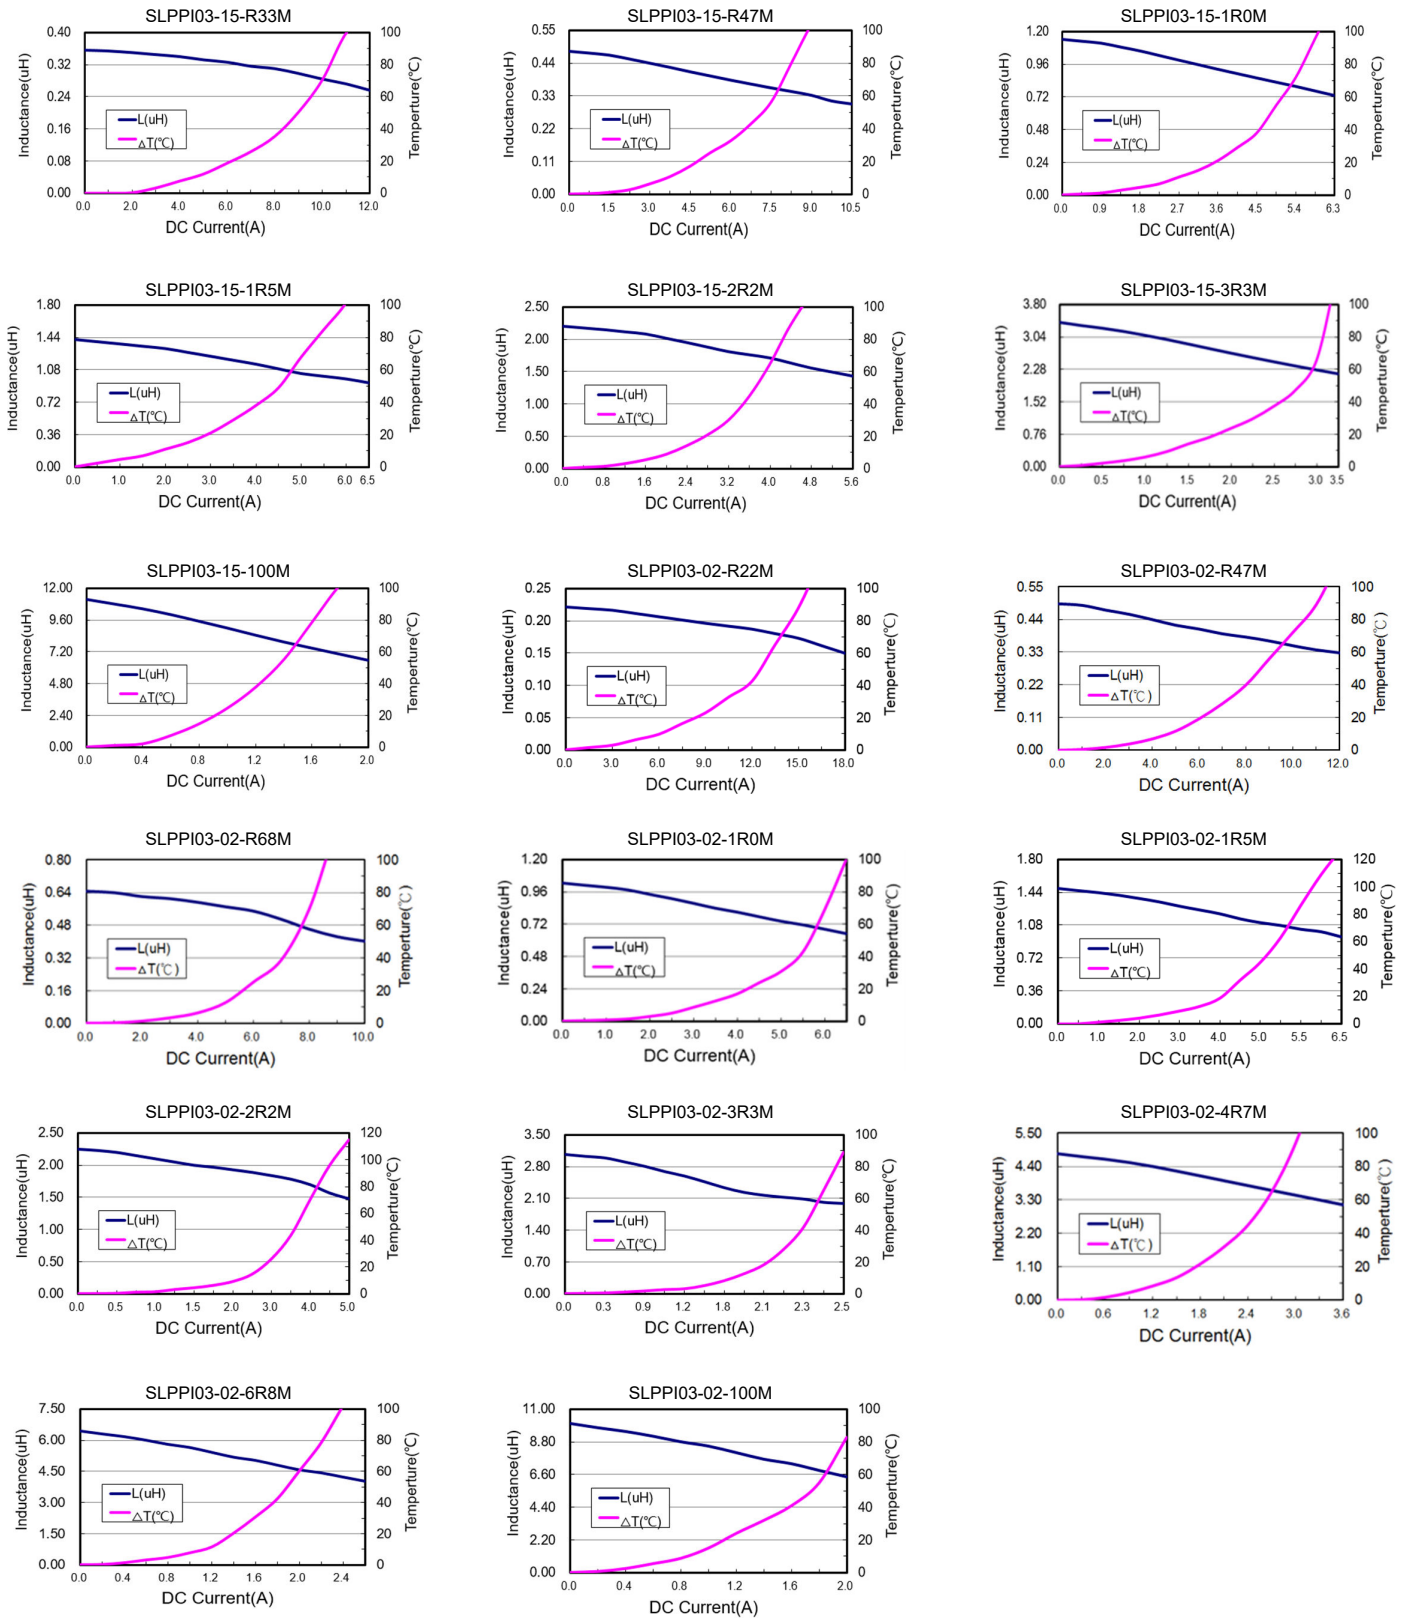 SLPPI03-15-R33M
0.40
0.32
0.24
0.16
0.08
0.00
Inductance(uH)
L(uH)
△T(℃)
100
80
60
40
20
0
Temperture(℃)
0.0 2.0 4.0 6.0 8.0 10.0 12.0
DC Current(A)
SLPPI03-15-R47M
0.55
0.44
0.33
0.22
0.11
0.00
Inductance(uH)
L(uH)
△T(℃)
100
80
60
40
20
0
Temperture(℃)
0.0 1.5 3.0 4.5 6.0 7.5 9.0 10.5
DC Current(A)
SLPPI03-15-1R0M
1.20
0.96
0.72
0.48
0.24
0.00
Inductance(uH)
L(uH)
△T(℃)
100
80
60
40
20
0
Temperture(℃)
0.0 0.9 1.8 2.7 3.6 4.5 5.4 6.3
DC Current(A)
SLPPI03-15-1R5M
1.80
1.44
1.08
0.72
0.36
0.00
Inductance(uH)
L(uH)
△T(℃)
100
80
60
40
20
0
Temperture(℃)
0.0 1.0 2.0 3.0 4.0 5.0 6.0 6.5
DC Current(A)
SLPPI03-15-2R2M
2.50
2.00
1.50
1.00
0.50
0.00
Inductance(uH)
L(uH)
△T(℃)
100
80
60
40
20
0
Temperture(℃)
0.0 0.8 1.6 2.4 3.2 4.0 4.8 5.6
DC Current(A)
SLPPI03-15-3R3M
3.80
3.04
2.28
1.52
0.76
0.00
Inductance(uH)
L(uH)
△T(℃)
100
80
60
40
20
0
Temperture(℃)
0.0 0.5 1.0 1.5 2.0 2.5 3.0 3.5
DC Current(A)
SLPPI03-15-100M
12.00
9.60
7.20
4.80
2.40
0.00
Inductance(uH)
L(uH)
△T(℃)
100
80
60
40
20
0
Temperture(℃)
0.0 0.4 0.8 1.2 1.6 2.0
DC Current(A)
SLPPI03-02-R22M
0.25
0.20
0.15
0.10
0.05
0.00
Inductance(uH)
L(uH)
△T(℃)
100
80
60
40
20
0
Temperture(℃)
0.0 3.0 6.0 9.0 12.0 15.0 18.0
DC Current(A)
SLPPI03-02-R47M
0.55
0.44
0.33
0.22
0.11
0.00
Inductance(uH)
L(uH)
△T(℃)
100
80
60
40
20
0
Temperture(℃)
0.0 2.0 4.0 6.0 8.0 10.0 12.0
DC Current(A)
SLPPI03-02-R68M
0.80
0.64
0.48
0.32
0.16
0.00
Inductance(uH)
L(uH)
△T(℃)
100
80
60
40
20
0
Temperture(℃)
0.0 2.0 4.0 6.0 8.0 10.0
DC Current(A)
SLPPI03-02-1R0M
1.20
0.96
0.72
0.48
0.24
0.00
Inductance(uH)
L(uH)
△T(℃)
100
80
60
40
20
0
Temperture(℃)
0.0 1.0 2.0 3.0 4.0 5.0 6.0
DC Current(A)
SLPPI03-02-1R5M
1.80
1.44
1.08
0.72
0.36
0.00
Inductance(uH)
L(uH)
△T(℃)
120
100
80
60
40
20
0
Temperture(℃)
0.0 1.0 2.0 3.0 4.0 5.0 5.5 6.5
DC Current(A)
SLPPI03-02-2R2M
2.50
2.00
1.50
1.00
0.50
0.00
Inductance(uH)
L(uH)
△T(℃)
120
100
80
60
40
20
0
Temperture(℃)
0.0 0.5 1.0 1.5 2.0 3.0 4.0 5.0
DC Current(A)
SLPPI03-02-3R3M
3.50
2.80
2.10
1.40
0.70
0.00
Inductance(uH)
L(uH)
△T(℃)
100
80
60
40
20
0
Temperture(℃)
0.0 0.3 0.9 1.2 1.8 2.1 2.3 2.5
DC Current(A)
SLPPI03-02-4R7M
5.50
4.40
3.30
2.20
1.10
0.00
Inductance(uH)
L(uH)
△T(℃)
100
80
60
40
20
0
Temperture(℃)
0.0 0.6 1.2 1.8 2.4 3.0 3.6
DC Current(A)
SLPPI03-02-6R8M
7.50
6.00
4.50
3.00
1.50
0.00
Inductance(uH)
L(uH)
△T(℃)
100
80
60
40
20
0
Temperture(℃)
0.0 0.4 0.8 1.2 1.6 2.0 2.4
DC Current(A)
SLPPI03-02-100M
11.00
8.80
6.60
4.40
2.20
0.00
Inductance(uH)
L(uH)
△T(℃)
100
80
60
40
20
0
Temperture(℃)
0.0 0.4 0.8 1.2 1.6 2.0
DC Current(A)